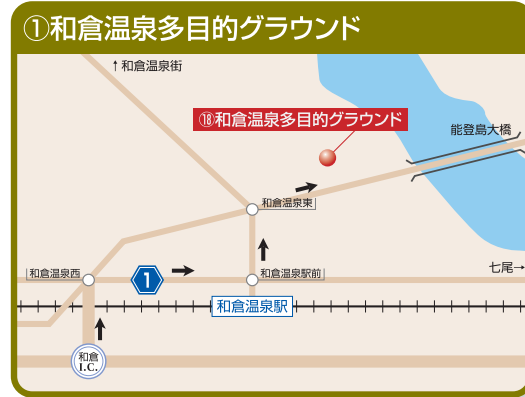 ①和倉温泉多目的グラウンド
↑和倉温泉街
⑱和倉温泉多目的グラウンド
能登島大橋
和倉温泉東
和倉温泉西
1
和倉温泉駅前
七尾→
和倉温泉駅
和倉
I.C.